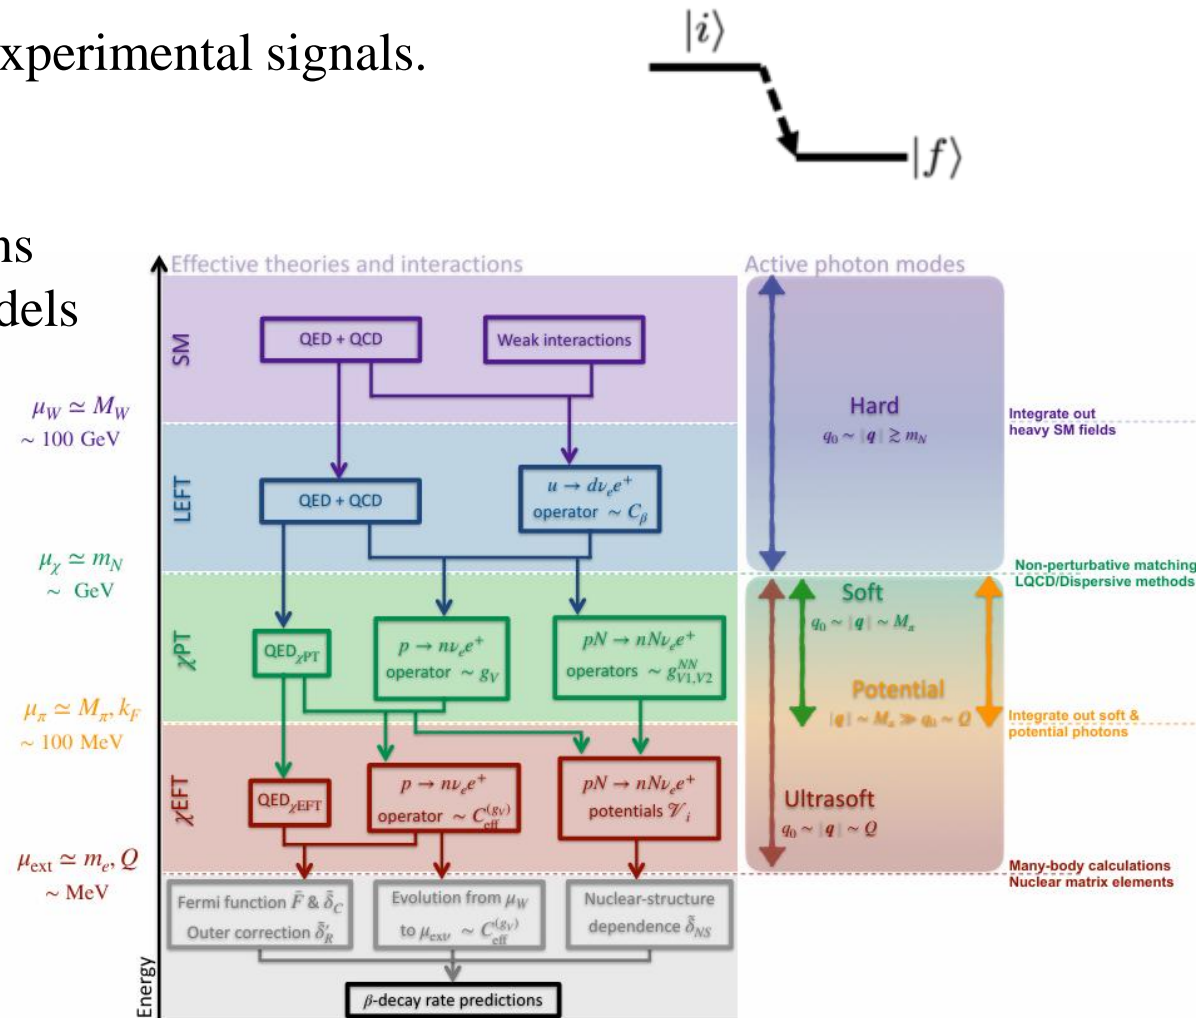 xperimental signals.
|i⟩
|f⟩
ns
dels
Effective theories and interactions
Active photon modes
SM
QED + QCD
Weak interactions
μ_W ≃ M_W
~ 100 GeV
Hard
q₀ ~ |q| ≳ m_N
Integrate out
heavy SM fields
LEFT
QED + QCD
u → dν_e e⁺
operator ~ C_β
μ_χ ≃ m_N
~ GeV
Non-perturbative matching
LQCD/Dispersive methods
χPT
QED_χPT
p → nν_e e⁺
operator ~ g_V
pN → nNν_e e⁺
operators ~ g^{NN}_{V1,V2}
Soft
q₀ ~ |q| ~ M_π
Potential
|q| ~ M_π ≫ q₀ ~ Q
μ_π ≃ M_π, k_F
~ 100 MeV
Integrate out soft &
potential photons
χEFT
QED_χEFT
p → nν_e e⁺
operator ~ C^{(g_V)}_{eff}
pN → nNν_e e⁺
potentials 𝒱_i
Ultrasoft
q₀ ~ |q| ~ Q
μ_ext ≃ m_e, Q
~ MeV
Many-body calculations
Nuclear matrix elements
Fermi function F̄ & δ̃_C
Outer correction δ̃′_R
Evolution from μ_W
to μ_ext ~ C^{(g_V)}_{eff}
Nuclear-structure
dependence δ̃_NS
Energy
β-decay rate predictions